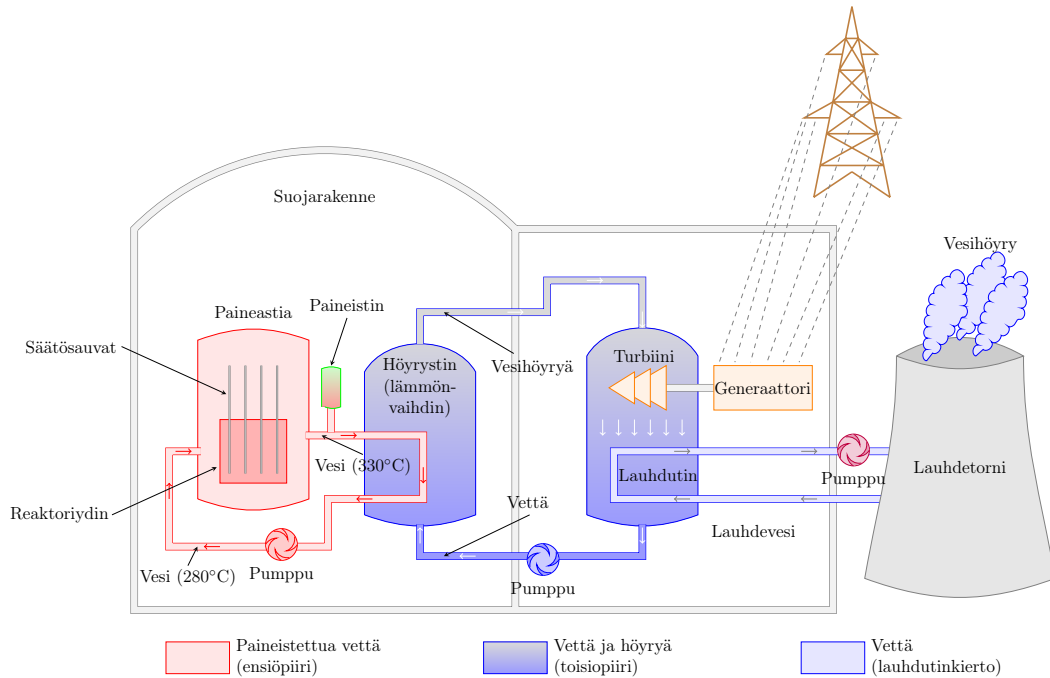 Suojarakenne
Vesihöyry
Paineastia
Paineistin
Säätösauvat
Höyrystin
(lämmön-
vaihdin)
Vesihöyryä
Turbiini
Generaattori
Vesi (330°C)
Lauhdutin
Pumppu
Lauhdetorni
Reaktoriydin
Vettä
Lauhdevesi
Vesi (280°C)
Pumppu
Pumppu
Paineistettua vettä
(ensiöpiiri)
Vettä ja höyryä
(toisiopiiri)
Vettä
(lauhdutinkierto)